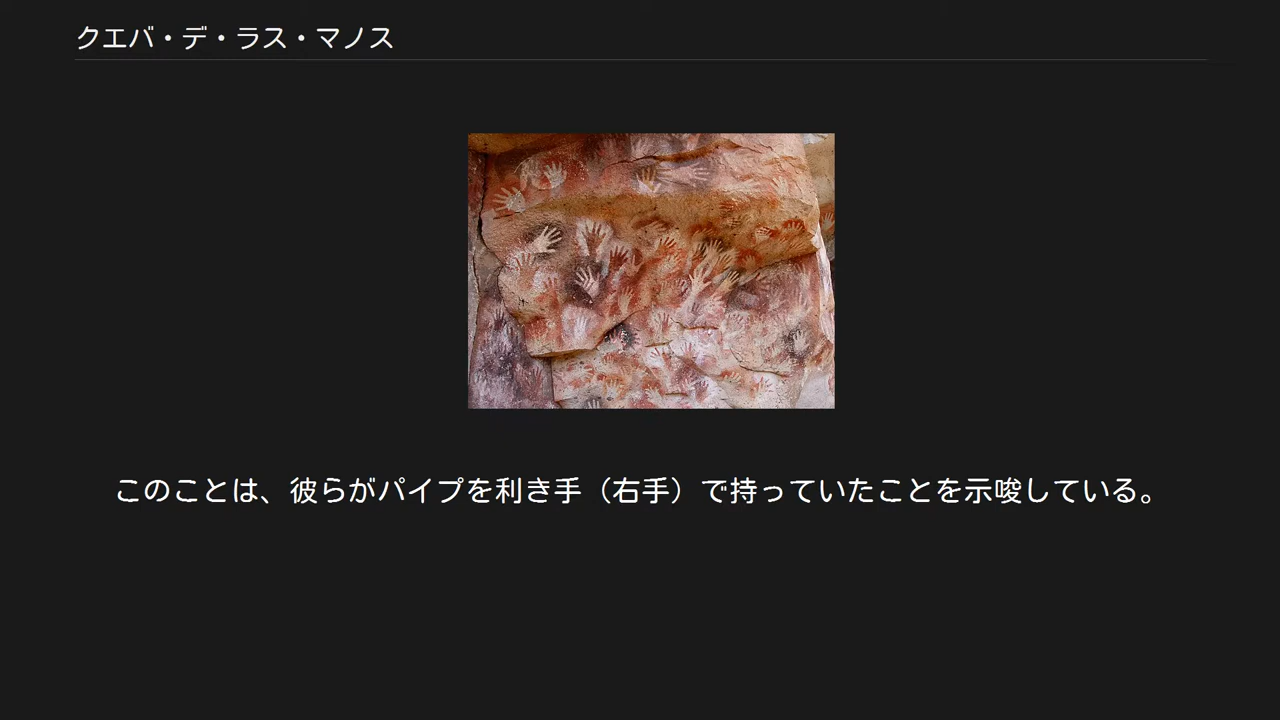 クエバ・デ・ラス・マノス
このことは、彼らがパイプを利き手（右手）で持っていたことを示唆している。